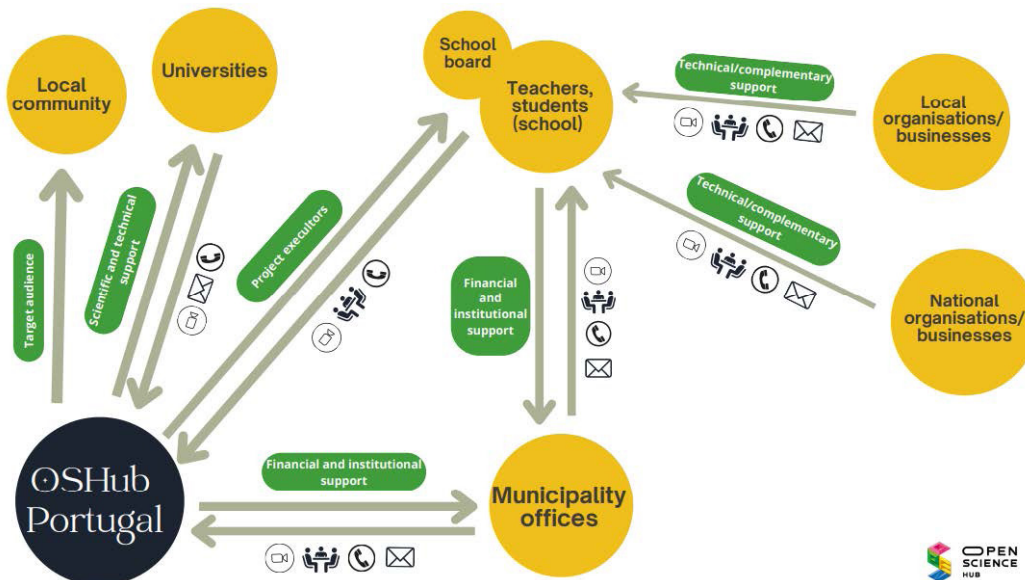 Local
community
Universities
School
board
Teachers,
students
(school)
Technical/complementary
support
Local
organisations/
businesses
Technical/complementary
support
National
organisations/
businesses
Target audience
Scientific and technical
support
Project execultors
Financial
and
institutional
support
OSHub
Portugal
Financial and institutional
support
Municipality
offices
OPEN
SCIENCE
HUB